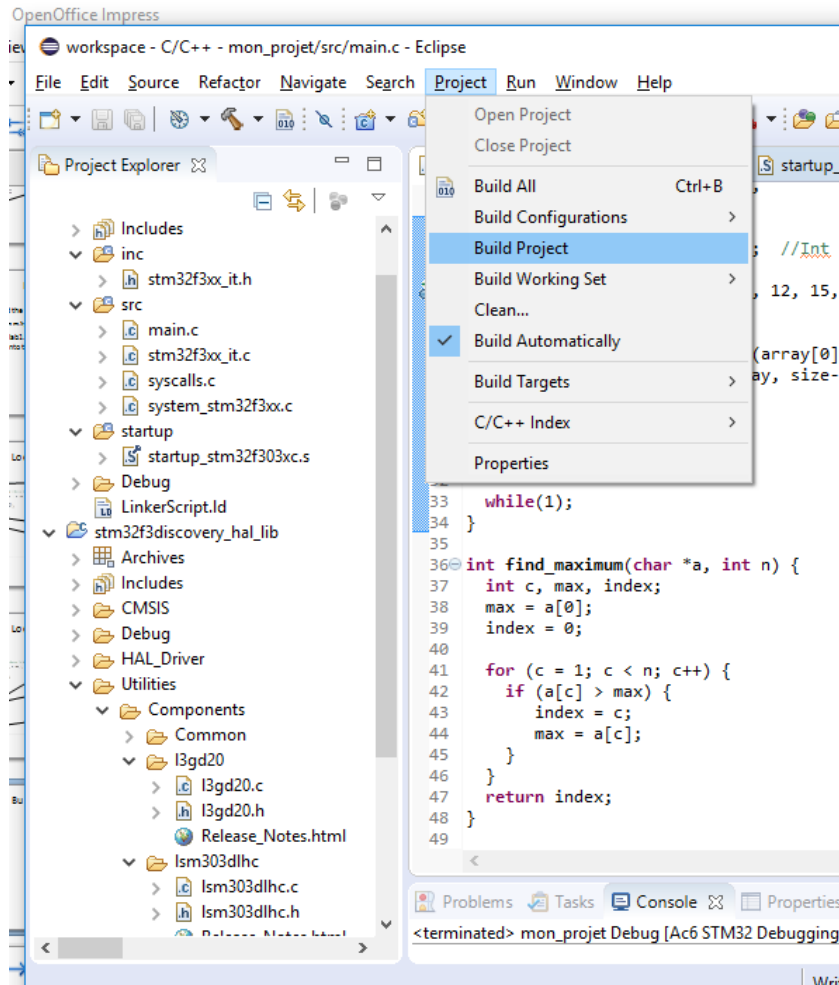 OpenOffice Impress
workspace - C/C++ - mon_projet/src/main.c - Eclipse
File Edit Source Refactor Navigate Search Project Run Window Help
Project Explorer
Includes
inc
stm32f3xx_it.h
src
main.c
stm32f3xx_it.c
syscalls.c
system_stm32f3xx.c
startup
startup_stm32f303xc.s
Debug
LinkerScript.ld
stm32f3discovery_hal_lib
Archives
Includes
CMSIS
Debug
HAL_Driver
Utilities
Components
Common
l3gd20
l3gd20.c
l3gd20.h
Release_Notes.html
lsm303dlhc
lsm303dlhc.c
lsm303dlhc.h
Open Project
Close Project
Build All Ctrl+B
Build Configurations
Build Project
Build Working Set
Clean...
Build Automatically
Build Targets
C/C++ Index
Properties
startup_
; //Int
, 12, 15,
(array[0]
ay, size-
33 while(1);
34 }
35
36 int find_maximum(char *a, int n) {
37 int c, max, index;
38 max = a[0];
39 index = 0;
40
41 for (c = 1; c < n; c++) {
42 if (a[c] > max) {
43 index = c;
44 max = a[c];
45 }
46 }
47 return index;
48 }
49
Problems Tasks Console Properties
<terminated> mon_projet Debug [Ac6 STM32 Debugging